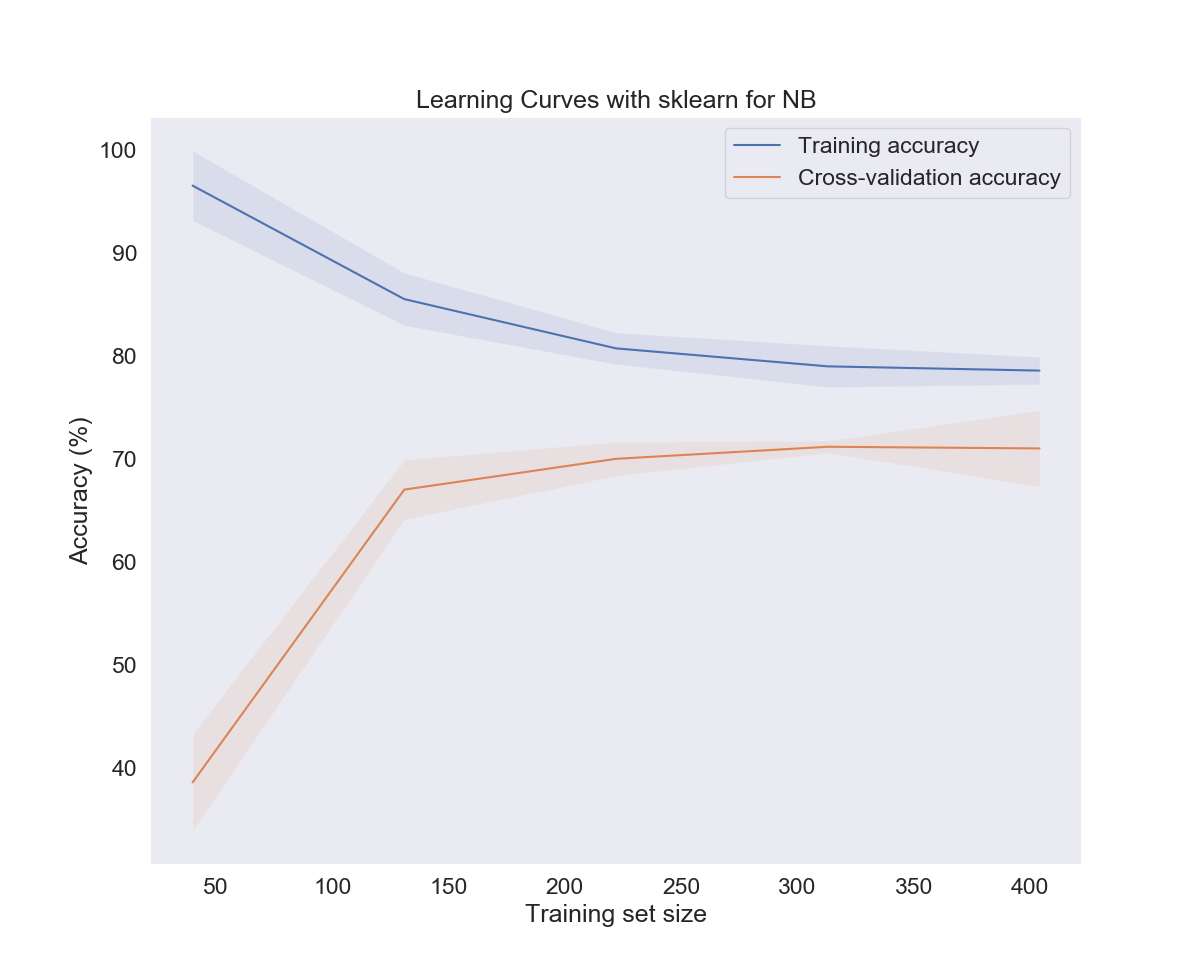 Learning Curves with sklearn for NB
Training accuracy
Cross-validation accuracy
Accuracy (%)
100
90
80
70
60
50
40
50 100 150 200 250 300 350 400
Training set size